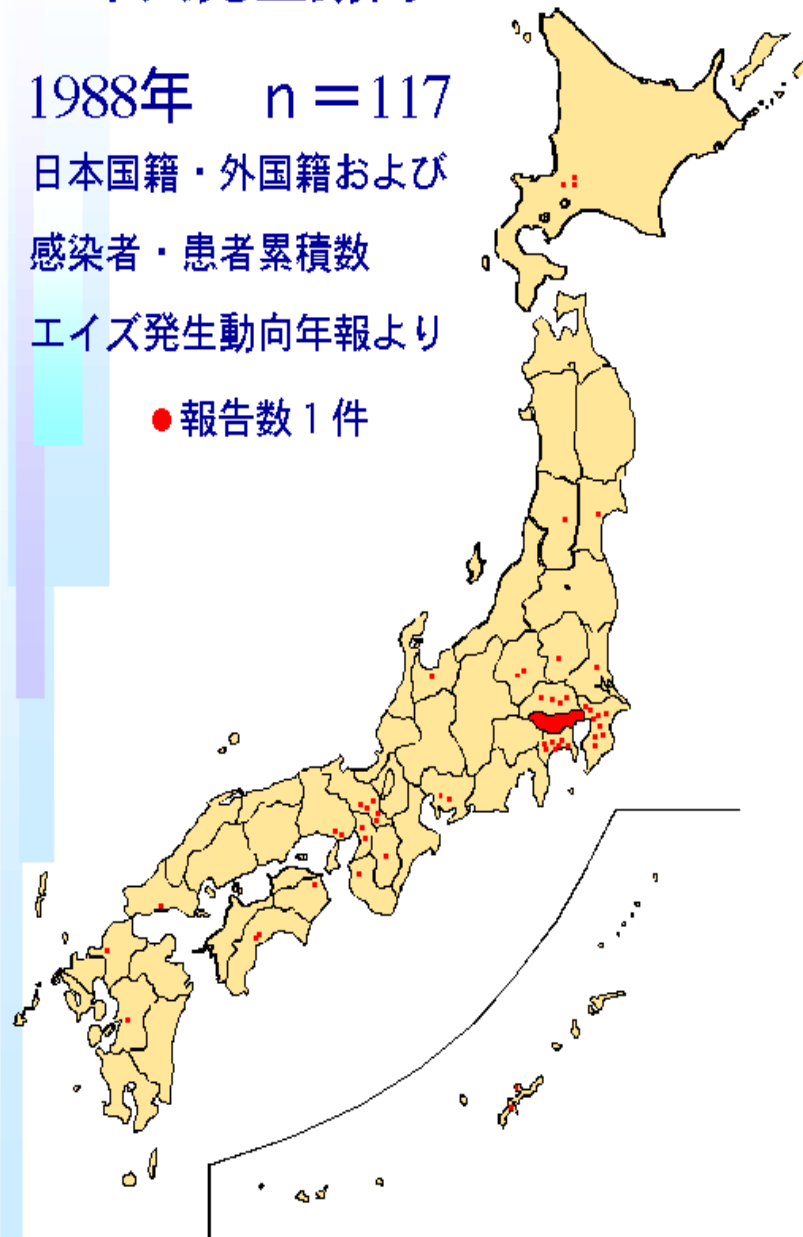 1988年 n＝117
日本国籍・外国籍および
感染者・患者累積数
エイズ発生動向年報より
●報告数１件